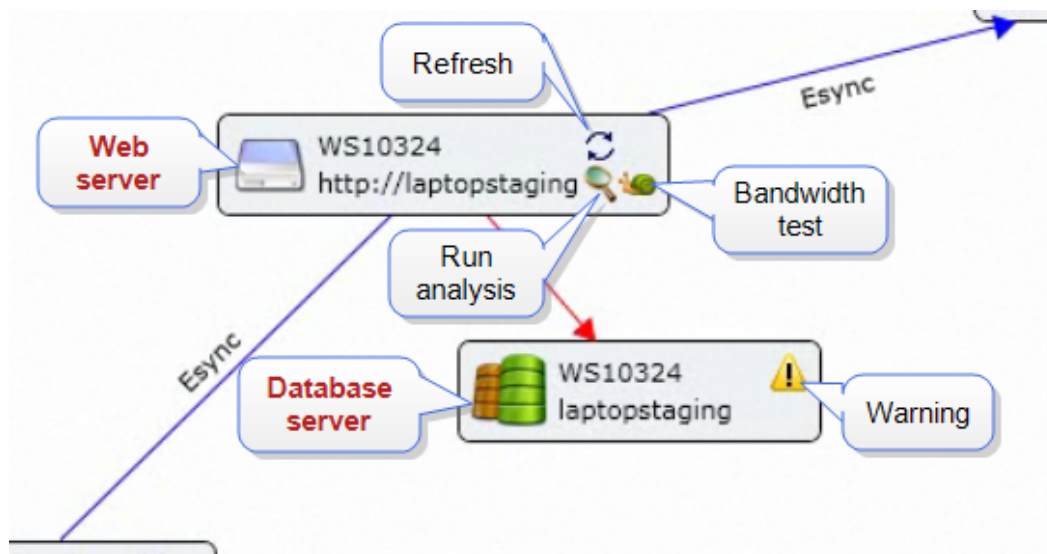 Refresh
Esync
Web
server
WS10324
http://laptopstaging
Bandwidth
test
Run
analysis
Esync
Database
server
WS10324
laptopstaging
Warning